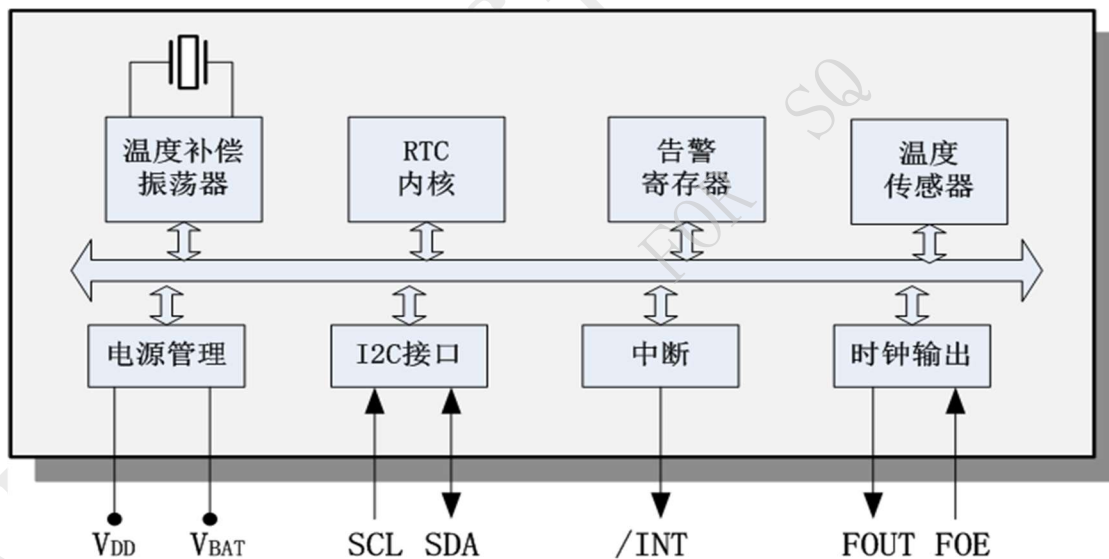 温度补偿
振荡器
RTC
内核
告警
寄存器
温度
传感器
电源管理
I2C接口
中断
时钟输出
VDD
VBAT
SCL
SDA
/INT
FOUT
FOE
FOR SQ